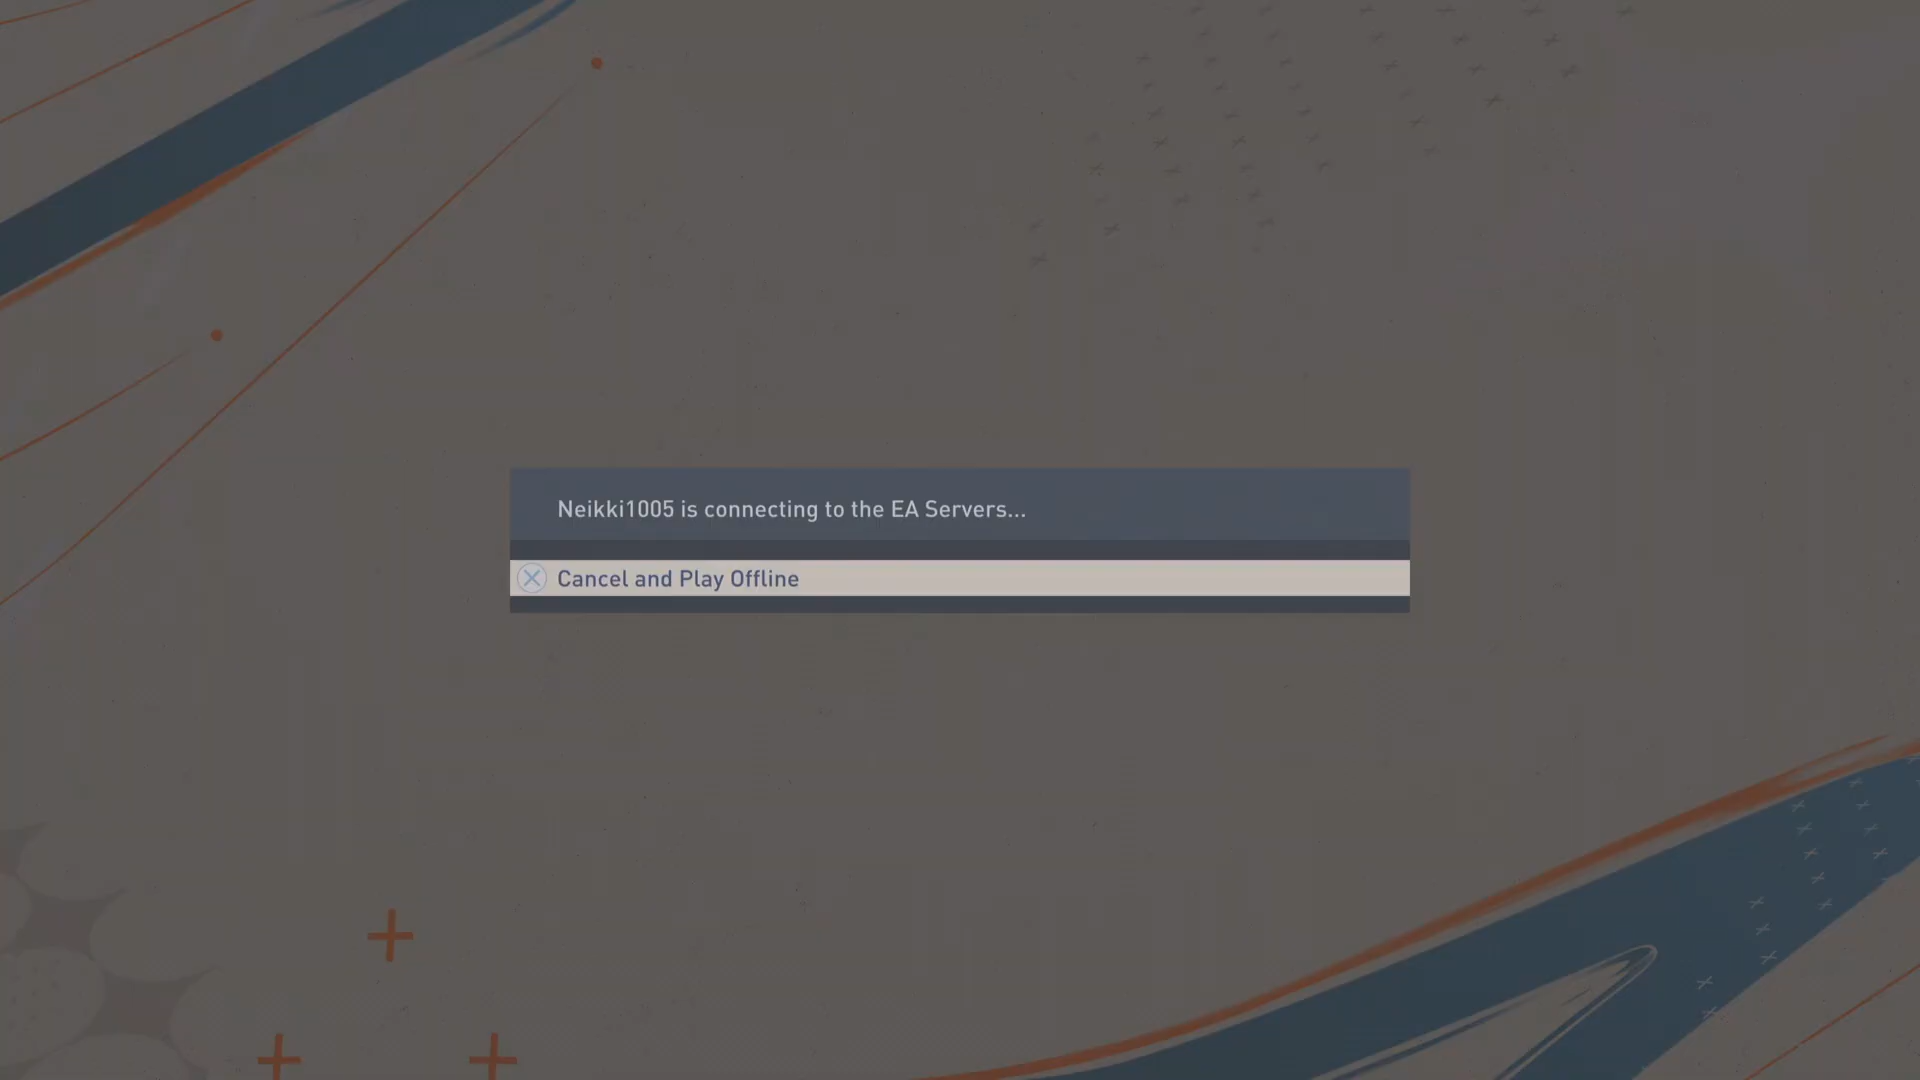 Neikki1005 is connecting to the EA Servers...
Cancel and Play Offline